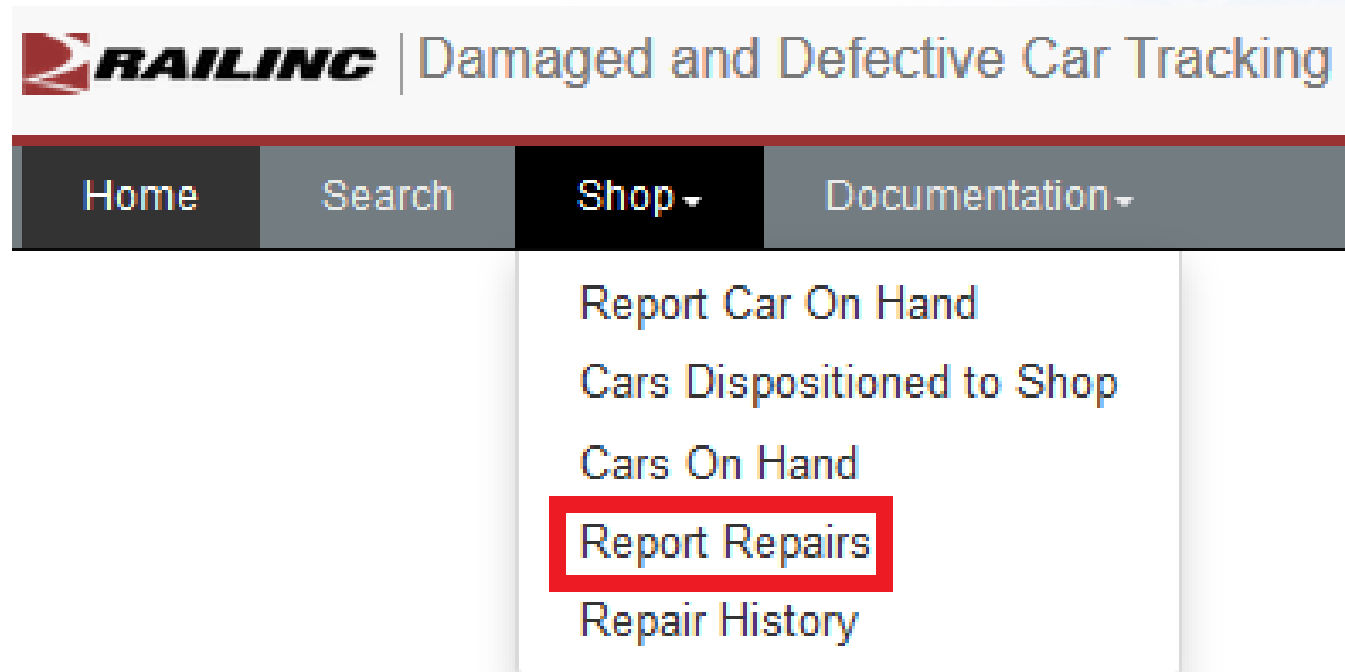 RAILINC | Damaged and Defective Car Tracking
Home Search Shop Documentation
Report Car On Hand
Cars Dispositioned to Shop
Cars On Hand
Report Repairs
Repair History